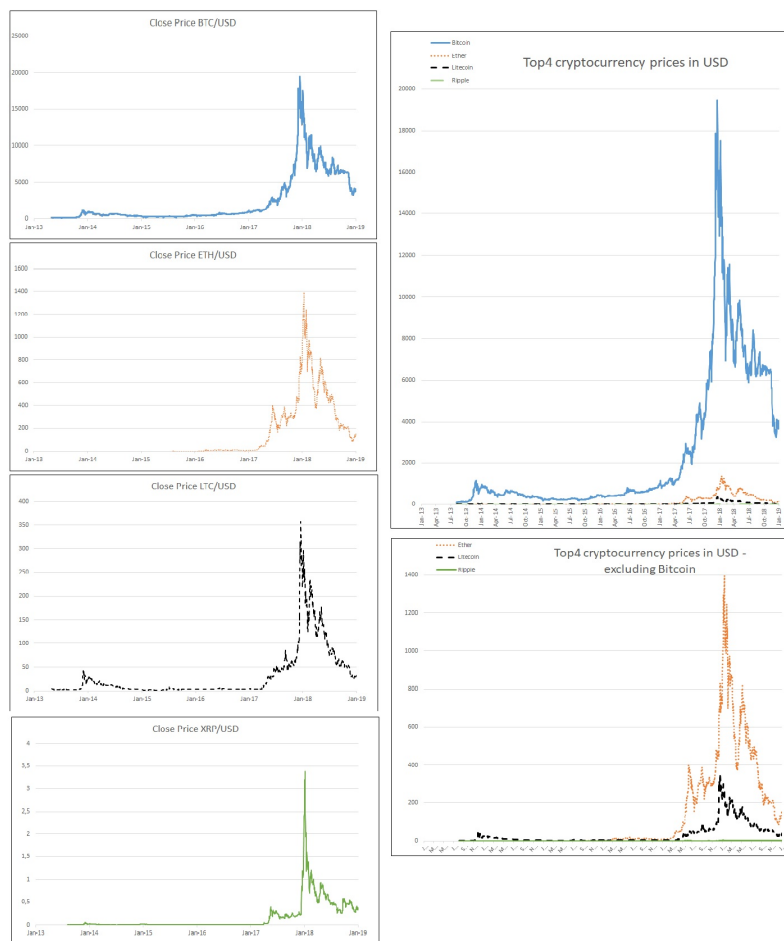 Close Price BTC/USD
25000
20000
15000
10000
5000
0
Jan-13 Jan-14 Jan-15 Jan-16 Jan-17 Jan-18 Jan-19
Close Price ETH/USD
1600
1400
1200
1000
800
600
400
200
0
Jan-13 Jan-14 Jan-15 Jan-16 Jan-17 Jan-18 Jan-19
Close Price LTC/USD
400
350
300
250
200
150
100
50
0
Jan-13 Jan-14 Jan-15 Jan-16 Jan-17 Jan-18 Jan-19
Close Price XRP/USD
4
3,5
3
2,5
2
1,5
1
0,5
0
Jan-13 Jan-14 Jan-15 Jan-16 Jan-17 Jan-18 Jan-19
Bitcoin
Ether
Litecoin
Ripple
Top4 cryptocurrency prices in USD
20000
18000
16000
14000
12000
10000
8000
6000
4000
2000
0
Jan-13 Apr-13 Jul-13 Oct-13 Jan-14 Apr-14 Jul-14 Oct-14 Jan-15 Apr-15 Jul-15 Oct-15 Jan-16 Apr-16 Jul-16 Oct-16 Jan-17 Apr-17 Jul-17 Oct-17 Jan-18 Apr-18 Jul-18 Oct-18 Jan-19
Ether
Litecoin
Ripple
Top4 cryptocurrency prices in USD -
excluding Bitcoin
1400
1200
1000
800
600
400
200
0